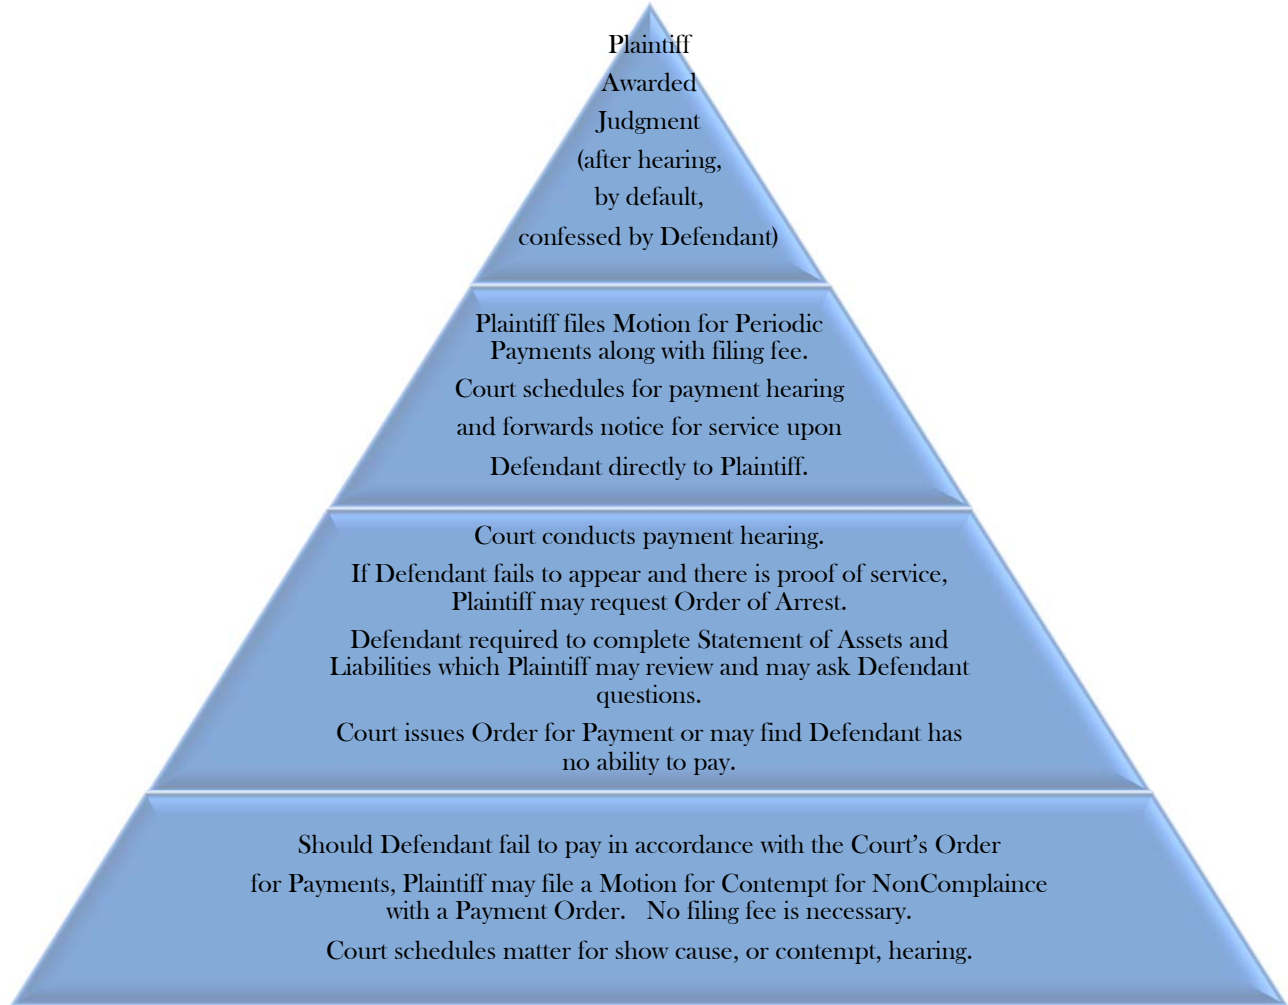 Plaintiff
Awarded
Judgment
(after hearing,
by default,
confessed by Defendant)
Plaintiff files Motion for Periodic
Payments along with filing fee.
Court schedules for payment hearing
and forwards notice for service upon
Defendant directly to Plaintiff.
Court conducts payment hearing.
If Defendant fails to appear and there is proof of service,
Plaintiff may request Order of Arrest.
Defendant required to complete Statement of Assets and
Liabilities which Plaintiff may review and may ask Defendant
questions.
Court issues Order for Payment or may find Defendant has
no ability to pay.
Should Defendant fail to pay in accordance with the Court’s Order
for Payments, Plaintiff may file a Motion for Contempt for NonComplaince
with a Payment Order.   No filing fee is necessary.
Court schedules matter for show cause, or contempt, hearing.